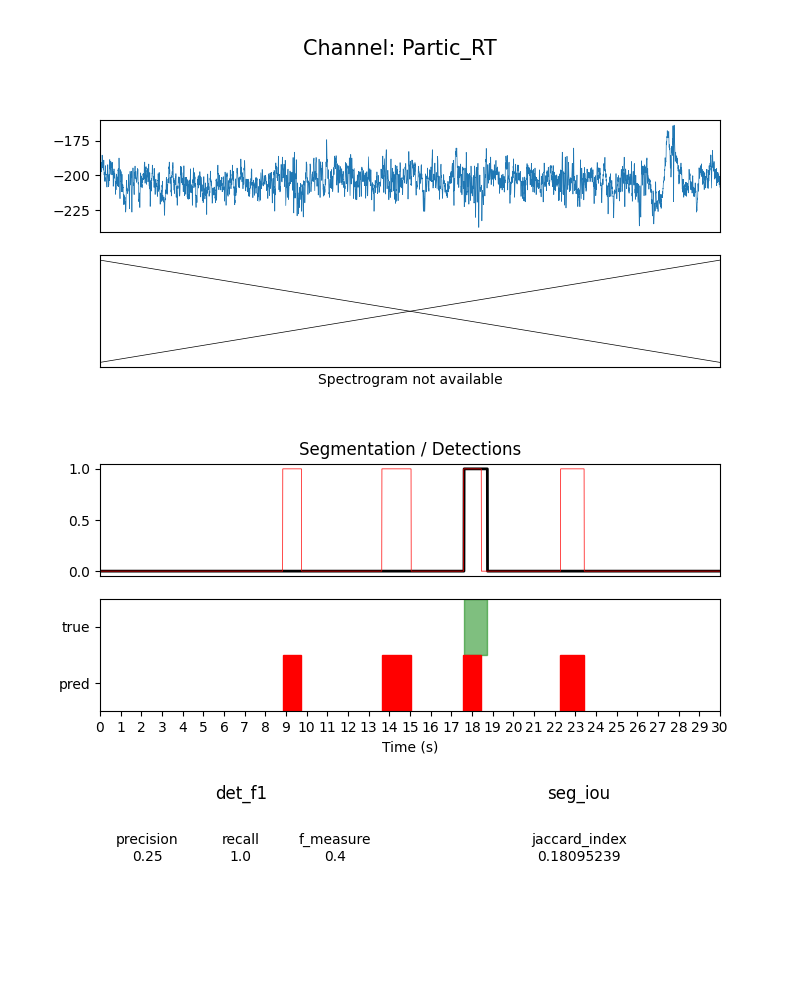 Channel: Partic_RT
−175
−200
−225
Spectrogram not available
Segmentation / Detections
1.0
0.5
0.0
true
pred
0 1 2 3 4 5 6 7 8 9 10 11 12 13 14 15 16 17 18 19 20 21 22 23 24 25 26 27 28 29 30
Time (s)
det_f1 seg_iou
precision recall f_measure jaccard_index
0.25 1.0 0.4 0.18095239